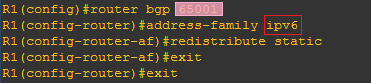 R1(config)#router bgp 65001
R1(config-router)#address-family ipv6
R1(config-router-af)#redistribute static
R1(config-router-af)#exit
R1(config-router)#exit